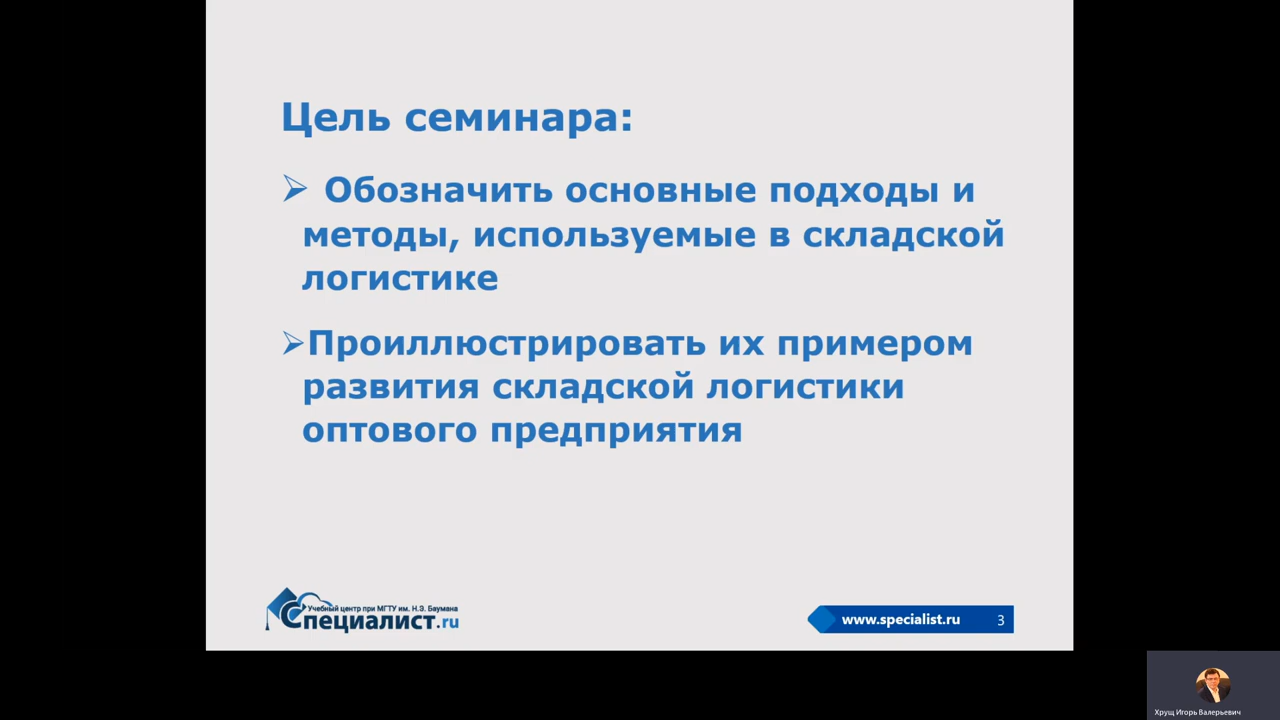 Цель семинара:
➢ Обозначить основные подходы и
методы, используемые в складской
логистике
➢Проиллюстрировать их примером
развития складской логистики
оптового предприятия
Учебный центр при МГТУ им. Н.Э. Баумана
Специалист.ru
www.specialist.ru 3
Хрущ Игорь Валерьевич